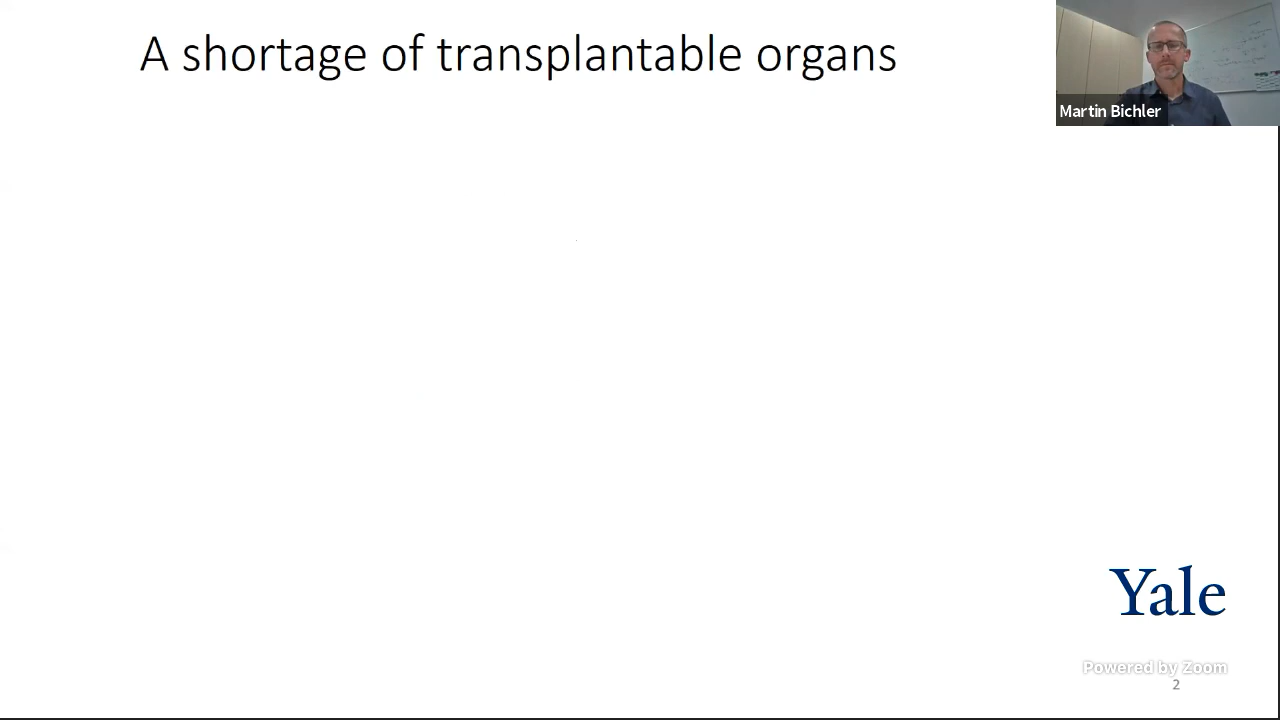 A shortage of transplantable organs
Martin Bichler
Yale
Powered by Zoom
2